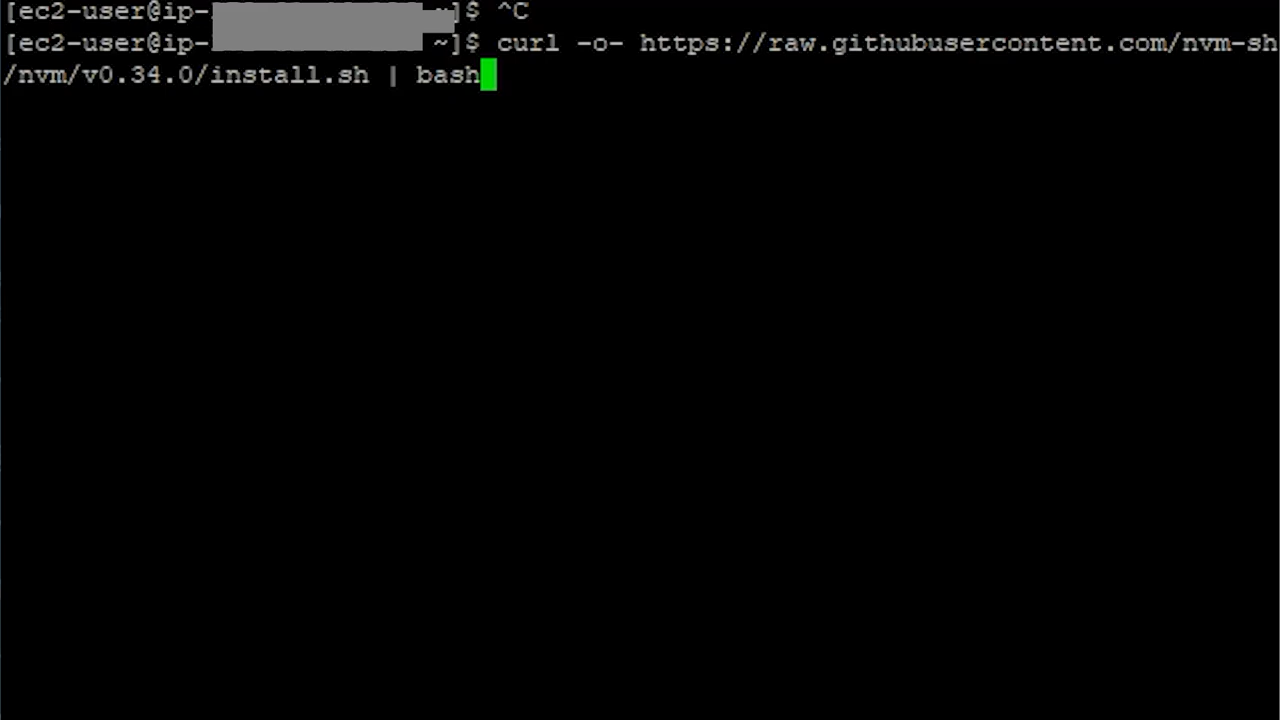 [ec2-user@ip- ~]$ ^C
[ec2-user@ip- ~]$ curl -o- https://raw.githubusercontent.com/nvm-sh
/nvm/v0.34.0/install.sh | bash